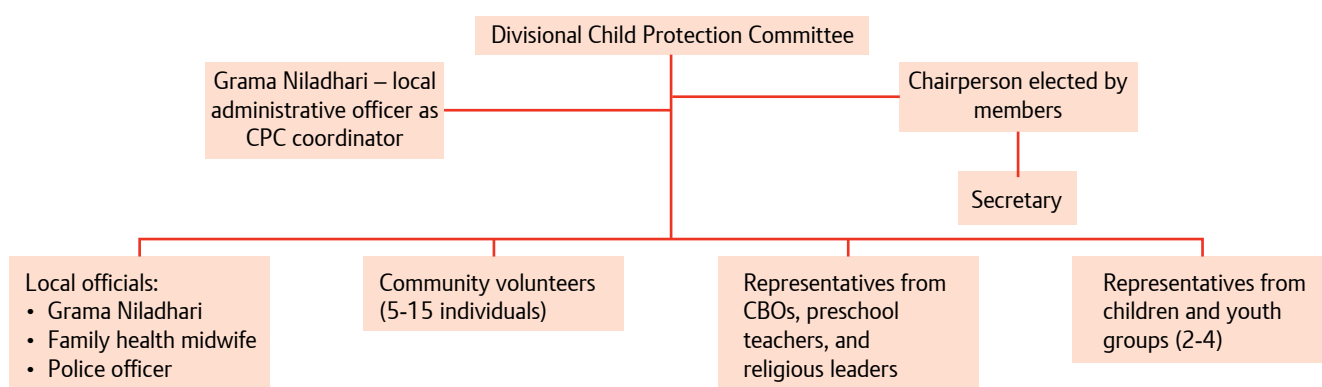 Divisional Child Protection Committee
Grama Niladhari – local
administrative officer as
CPC coordinator
Chairperson elected by
members
Secretary
Local officials:
• Grama Niladhari
• Family health midwife
• Police officer
Community volunteers
(5-15 individuals)
Representatives from
CBOs, preschool
teachers, and
religious leaders
Representatives from
children and youth
groups (2-4)